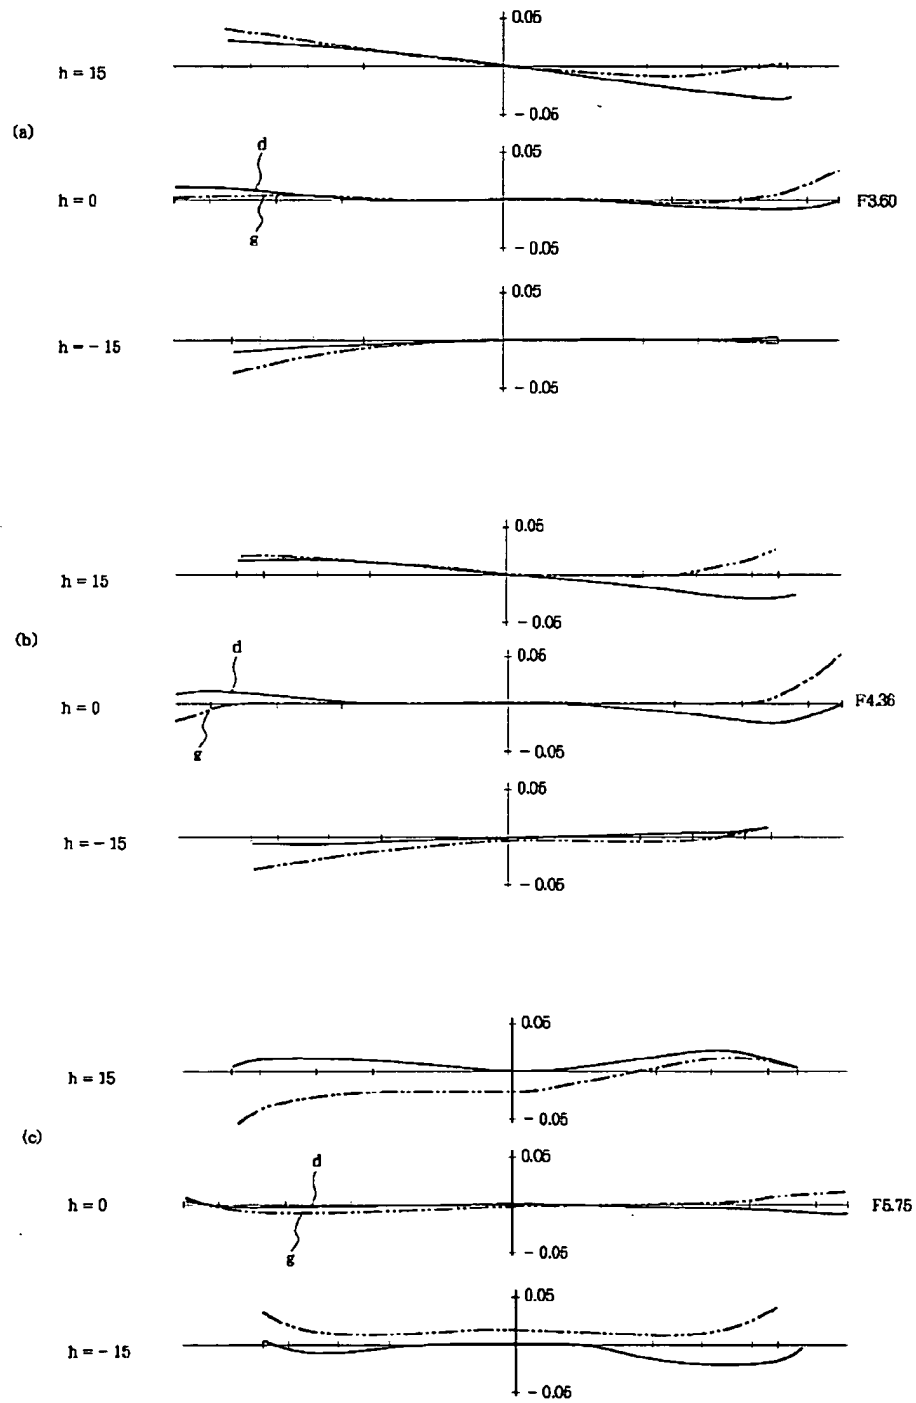 0.05
h = 15
- 0.05
(a)
d
0.05
h = 0
F3.60
g
- 0.05
0.05
h = - 15
- 0.05
0.05
h = 15
- 0.05
(b)
d
0.05
h = 0
F4.36
g
- 0.05
0.05
h = - 15
- 0.05
0.05
h = 15
- 0.05
(c)
d
0.05
h = 0
F5.75
g
- 0.05
0.05
h = - 15
- 0.05